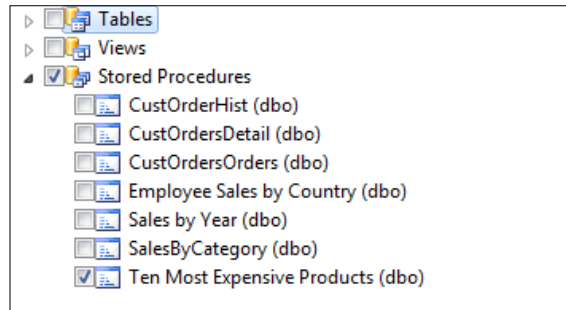 Tables
Views
Stored Procedures
CustOrderHist (dbo)
CustOrdersDetail (dbo)
CustOrdersOrders (dbo)
Employee Sales by Country (dbo)
Sales by Year (dbo)
SalesByCategory (dbo)
Ten Most Expensive Products (dbo)